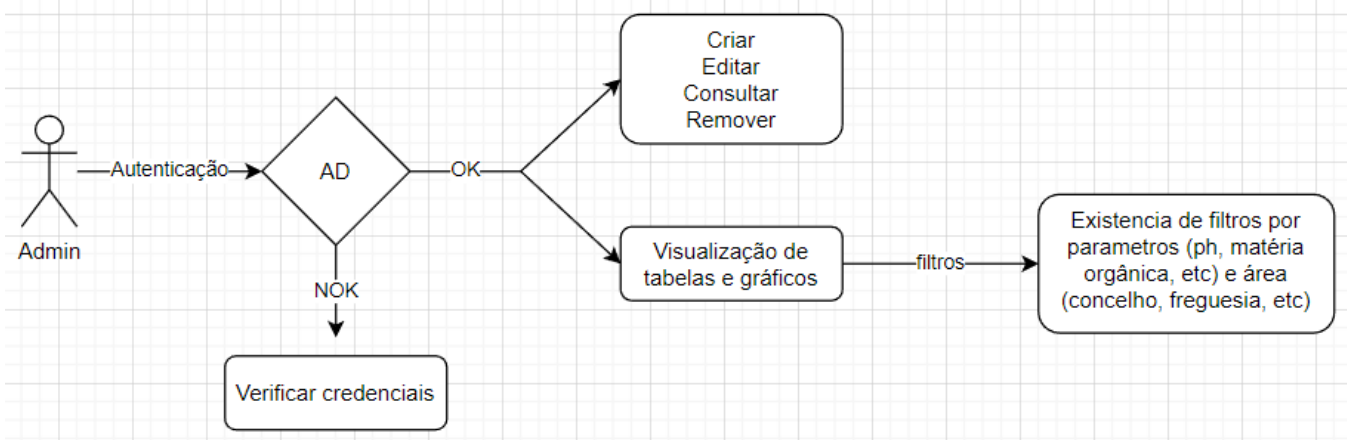 Criar
Editar
Consultar
Remover
Autenticação
AD
OK
Admin
NOK
Verificar credenciais
Visualização de
tabelas e gráficos
filtros
Existencia de filtros por
parametros (ph, matéria
orgânica, etc) e área
(concelho, freguesia, etc)